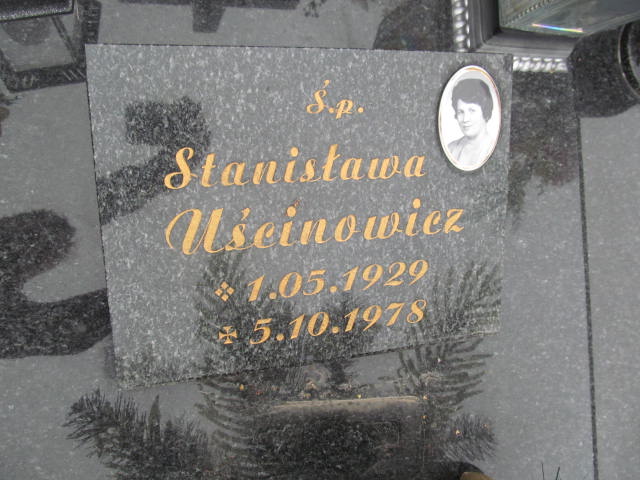 Ś.p.
Stanisława
Uścinowicz
1.05.1929
5.10.1978